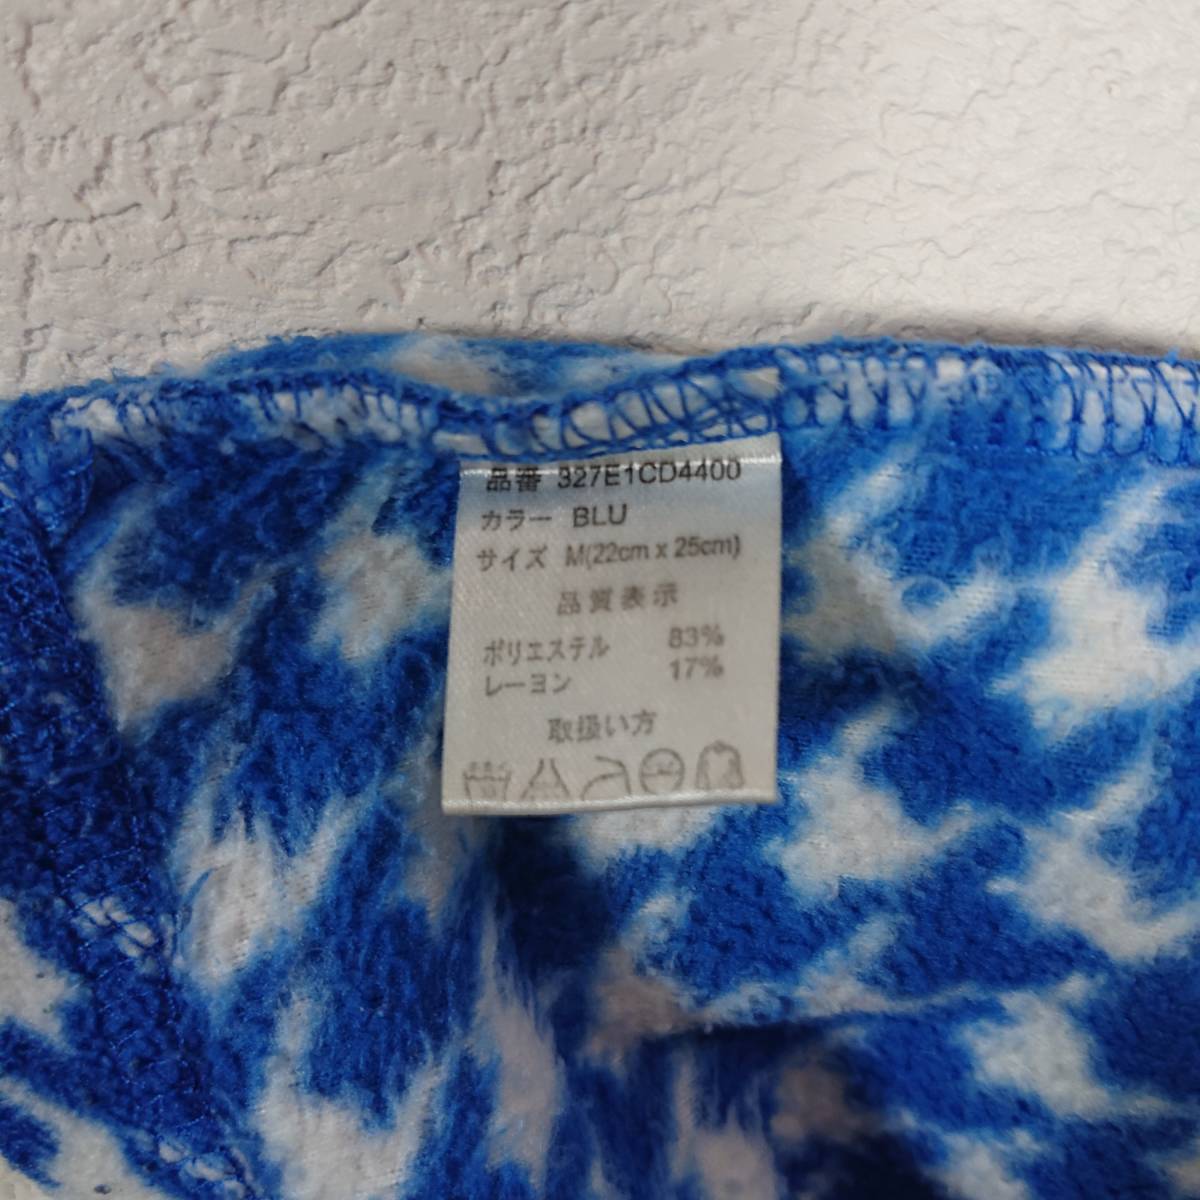 品番 327E1CD4400
カラー BLU
サイズ M(22cm x 25cm)
品質表示
ポリエステル 83%
レーヨン 17%
取扱い方